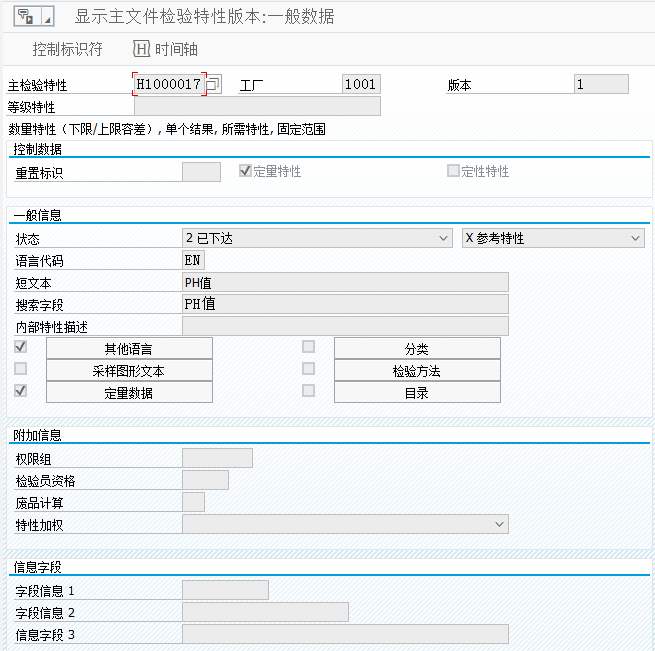 显示主文件检验特性版本:一般数据
控制标识符 H 时间轴
主检验特性 H1000017 工厂 1001 版本 1
等级特性
数量特性（下限/上限容差）, 单个结果, 所需特性, 固定范围
控制数据
重置标识 定量特性 定性特性
一般信息
状态 2 已下达 X 参考特性
语言代码 EN
短文本 PH值
搜索字段 PH值
内部特性描述
其他语言 分类
采样图形文本 检验方法
定量数据 目录
附加信息
权限组
检验员资格
废品计算
特性加权
信息字段
字段信息 1
字段信息 2
信息字段 3